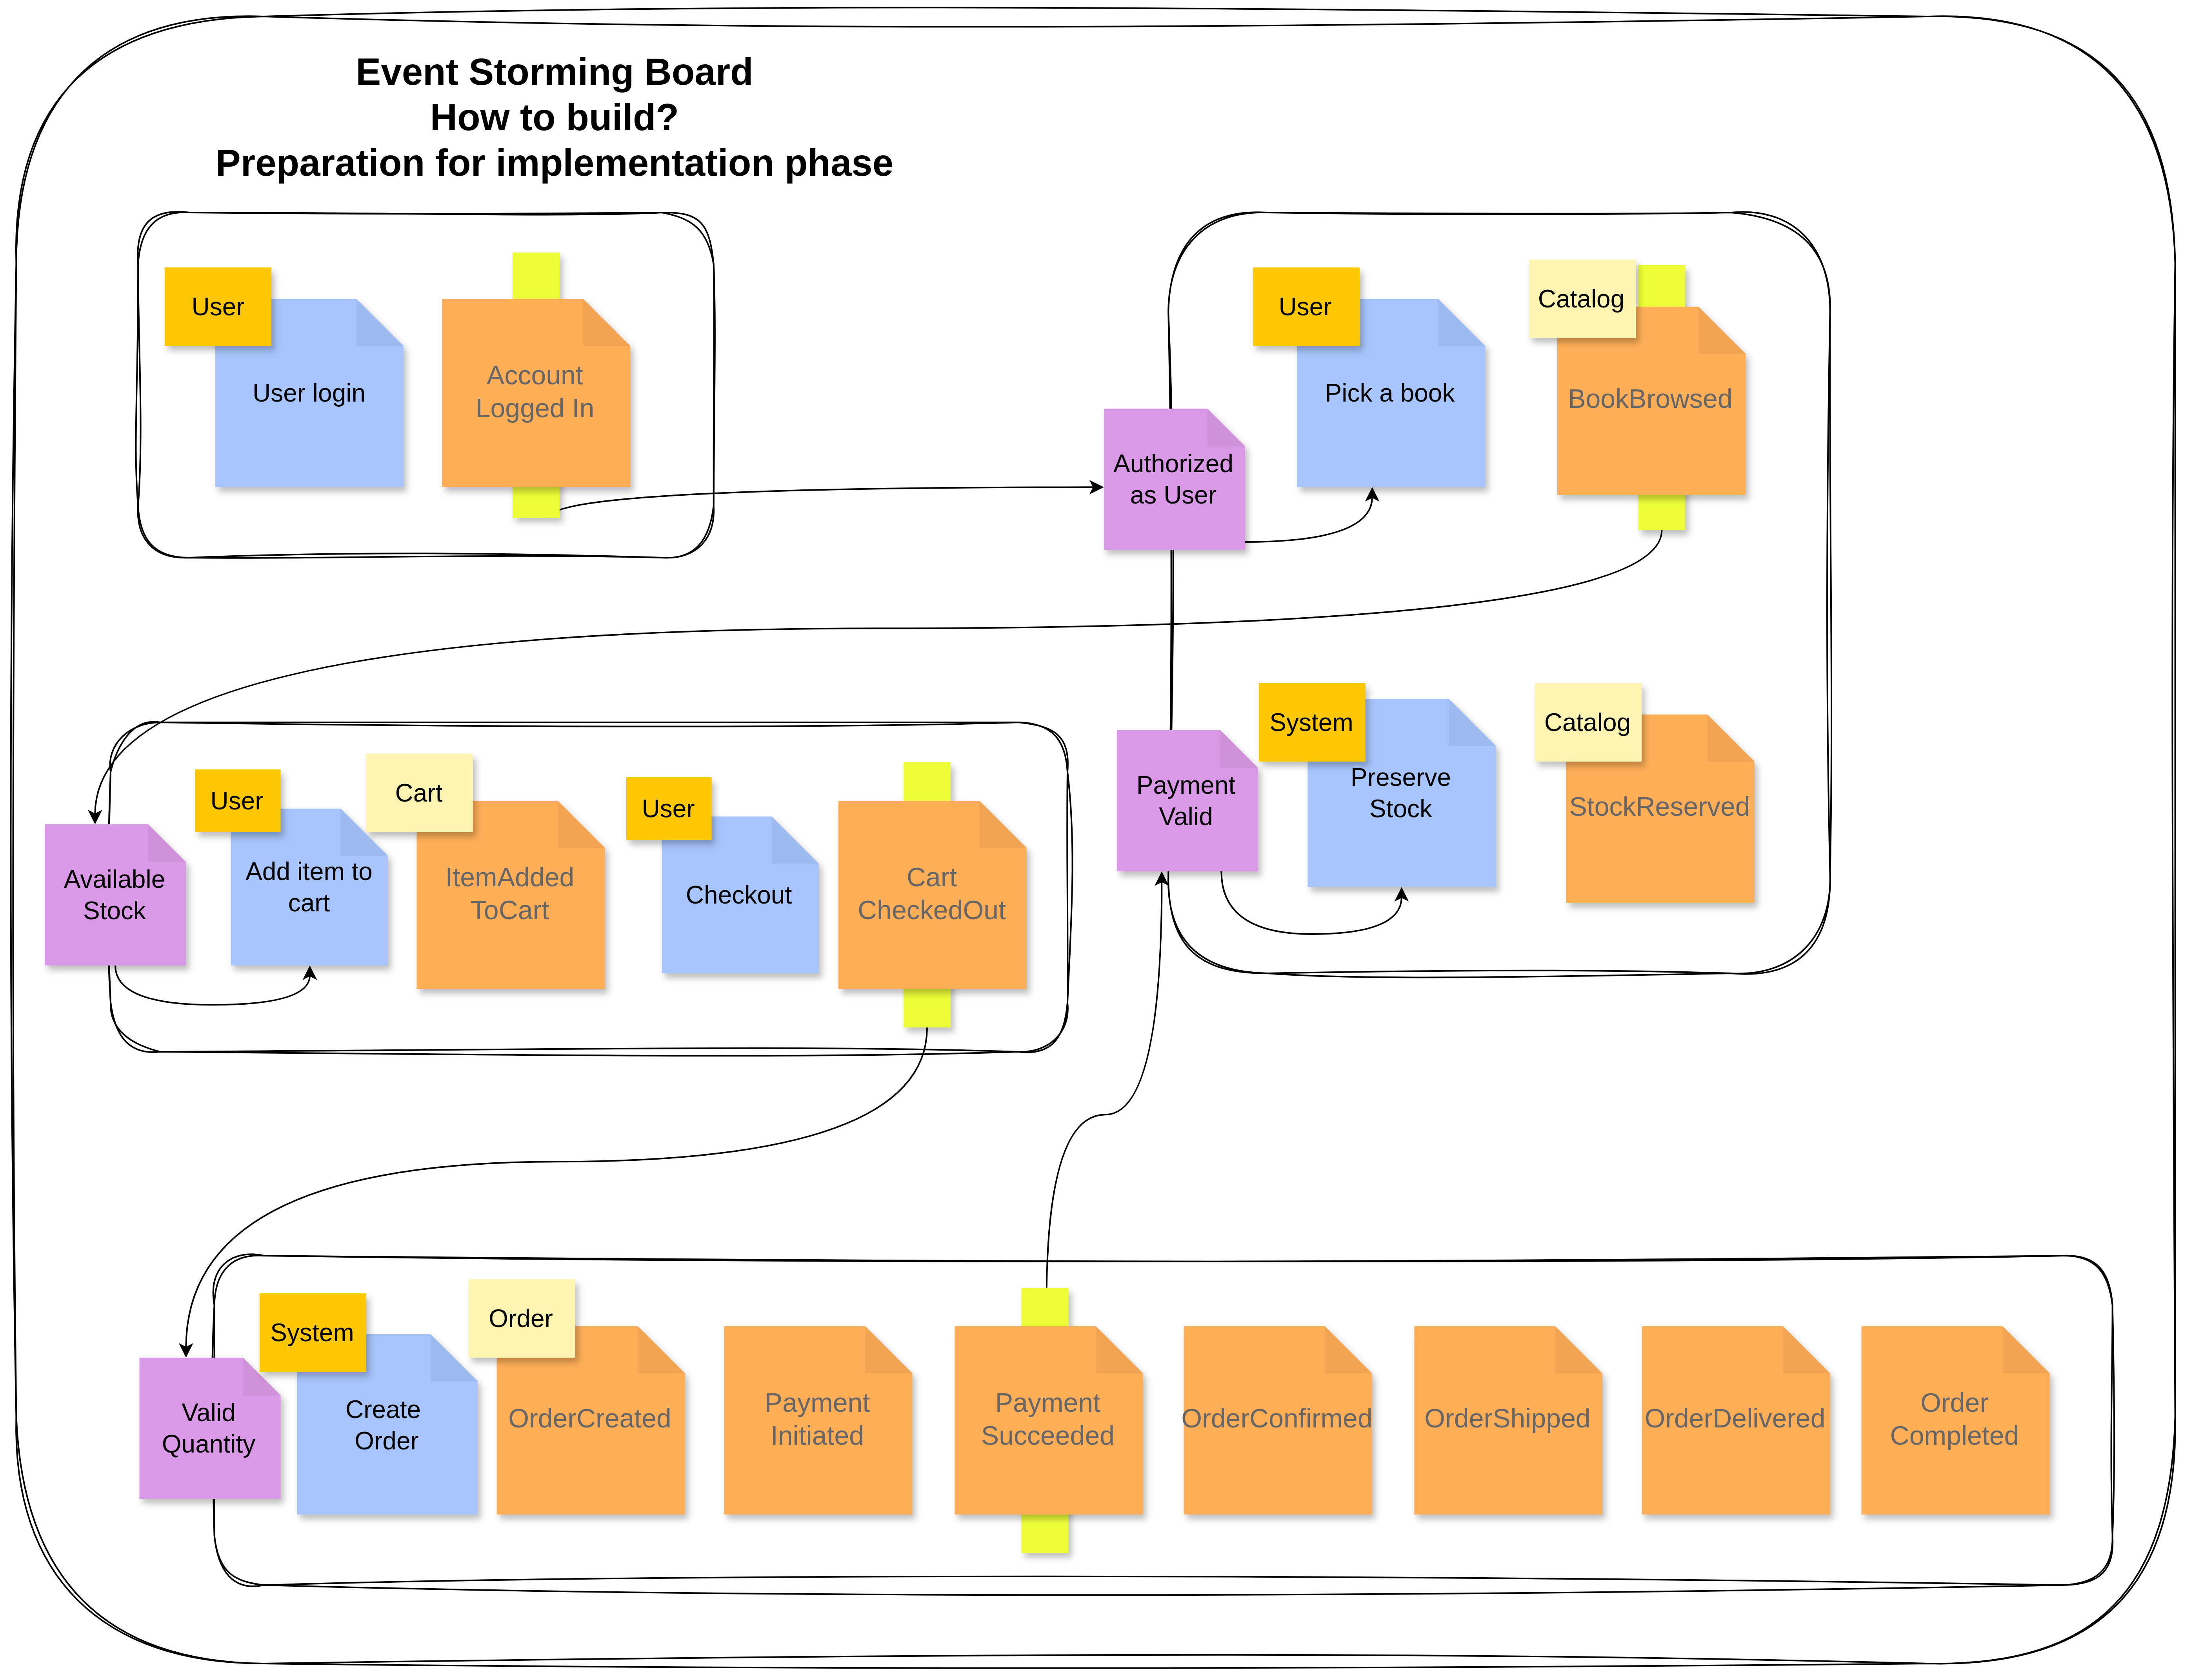 Event Storming Board
How to build?
Preparation for implementation phase
User
User login
Account
Logged In
Authorized
as User
User
Pick a book
Catalog
BookBrowsed
Available
Stock
User
Add item to
cart
Cart
ItemAdded
ToCart
User
Checkout
Cart
CheckedOut
Payment
Valid
System
Preserve
Stock
Catalog
StockReserved
Valid
Quantity
System
Create
Order
Order
OrderCreated
Payment
Initiated
Payment
Succeeded
OrderConfirmed
OrderShipped
OrderDelivered
Order
Completed